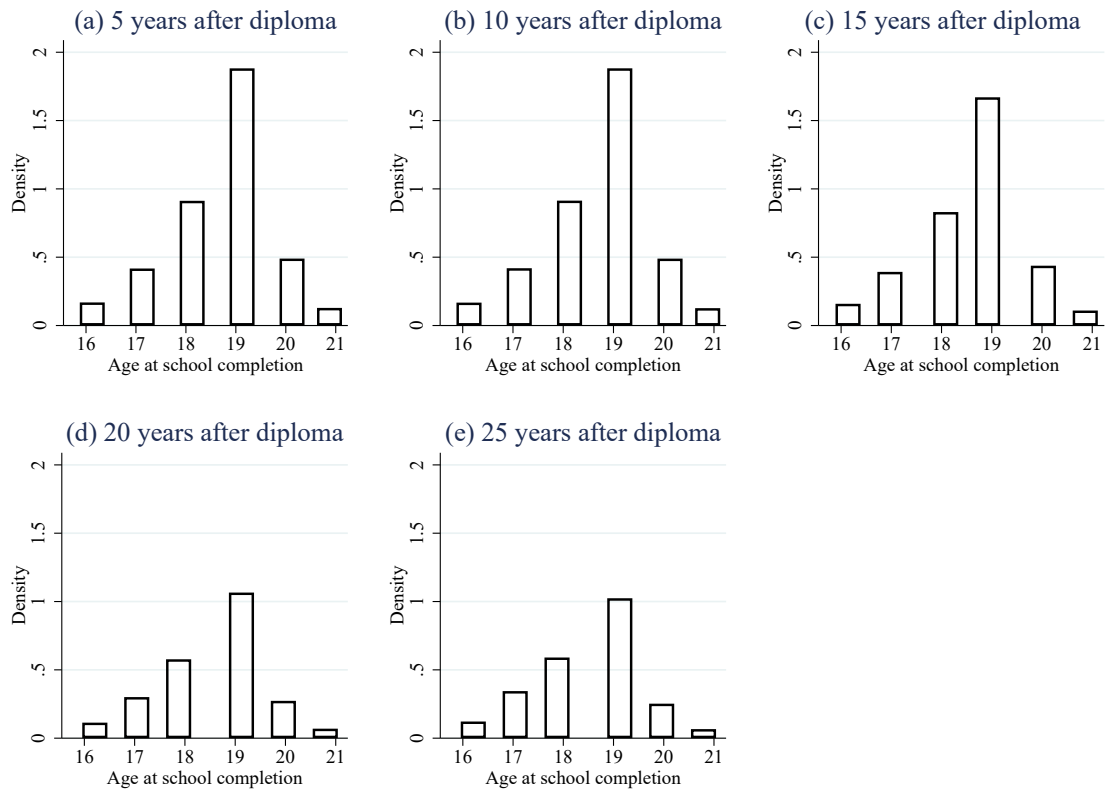 (a) 5 years after diploma
Density
2
1.5
1
.5
0
16 17 18 19 20 21
Age at school completion
(b) 10 years after diploma
Density
2
1.5
1
.5
0
16 17 18 19 20 21
Age at school completion
(c) 15 years after diploma
Density
2
1.5
1
.5
0
16 17 18 19 20 21
Age at school completion
(d) 20 years after diploma
Density
2
1.5
1
.5
0
16 17 18 19 20 21
Age at school completion
(e) 25 years after diploma
Density
2
1.5
1
.5
0
16 17 18 19 20 21
Age at school completion